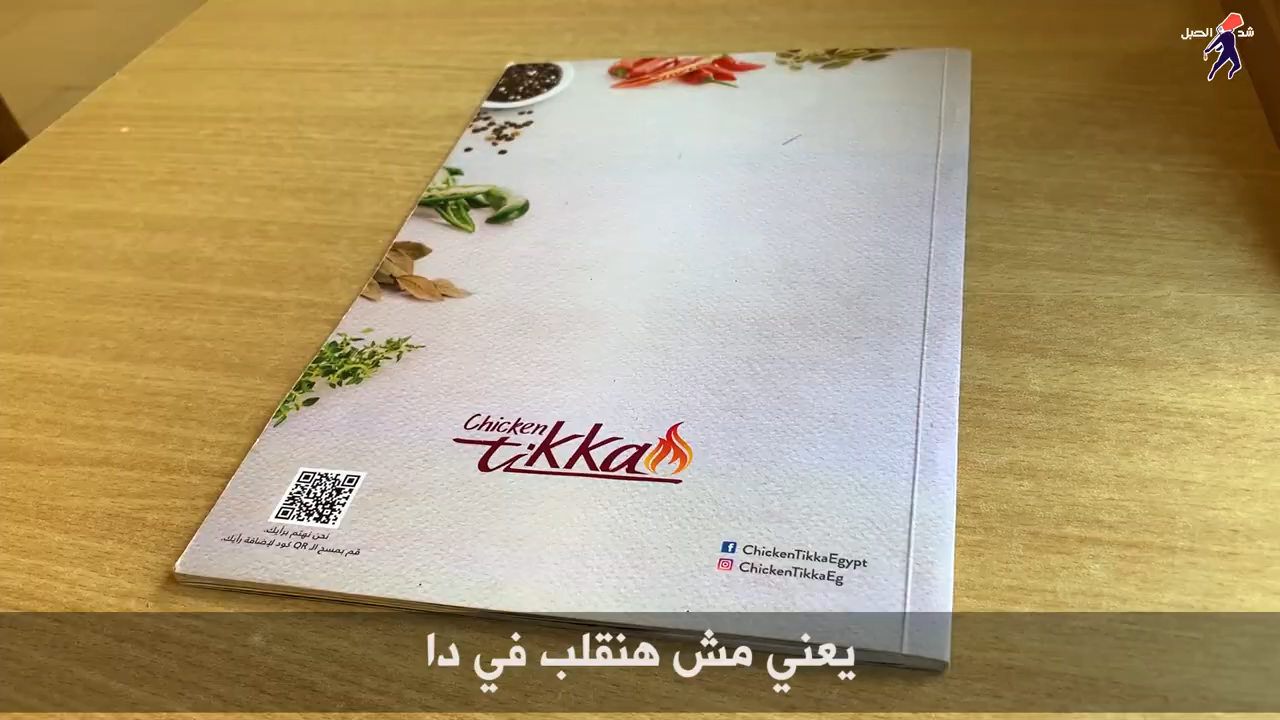 شد الحبل
Chicken
tikka
نحن نهتم برأيك.
قم بمسح الـ QR كود لإضافة رأيك.
ChickenTikkaEgypt
ChickenTikkaEg
يعني مش هنقلب في دا